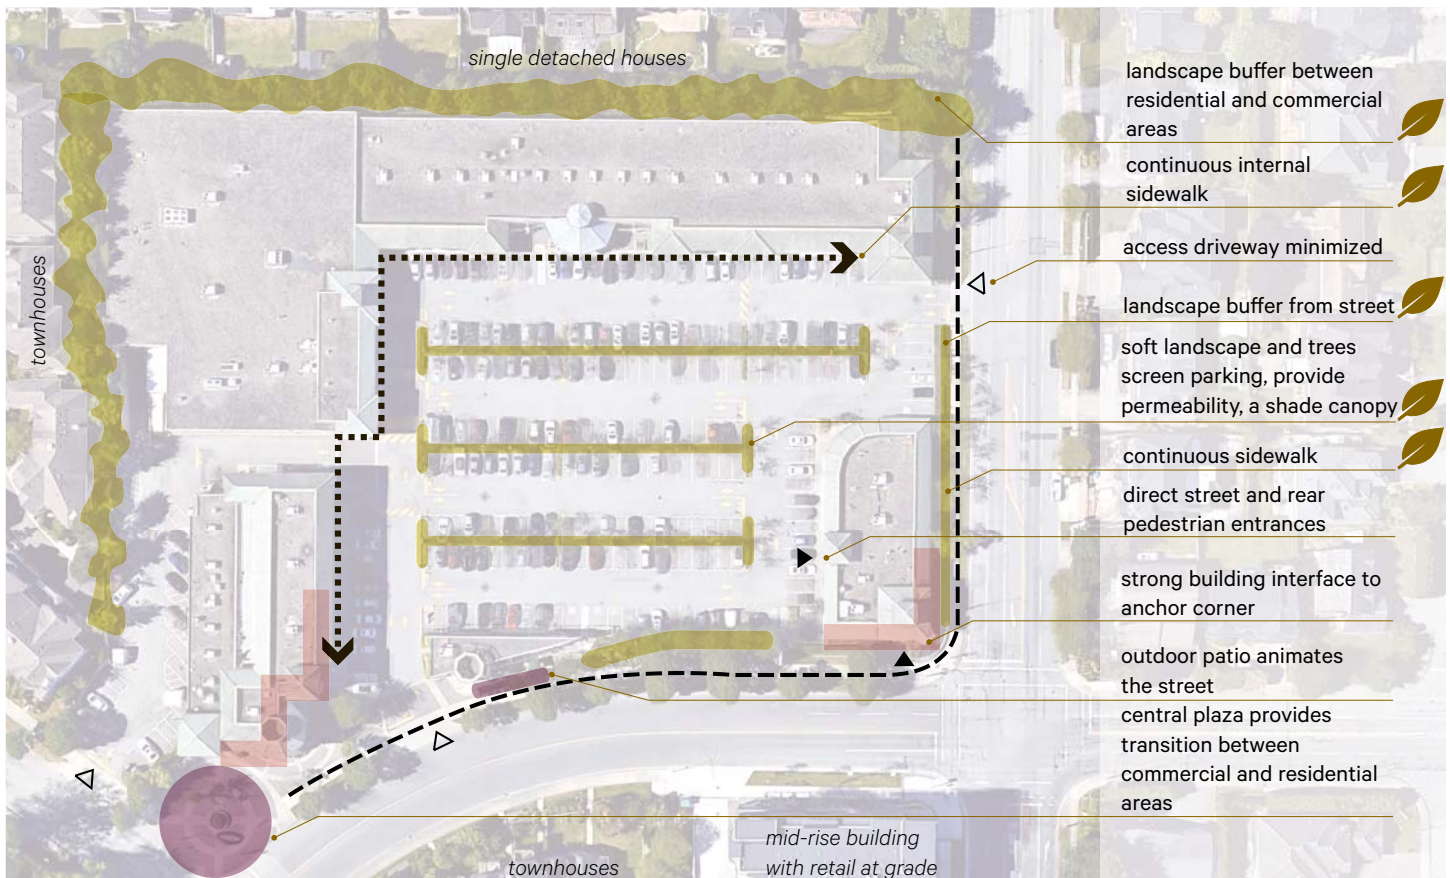 single detached houses
townhouses
landscape buffer between
residential and commercial
areas
continuous internal
sidewalk
access driveway minimized
landscape buffer from street
soft landscape and trees
screen parking, provide
permeability, a shade canopy
continuous sidewalk
direct street and rear
pedestrian entrances
strong building interface to
anchor corner
outdoor patio animates
the street
central plaza provides
transition between
commercial and residential
areas
townhouses
mid-rise building
with retail at grade